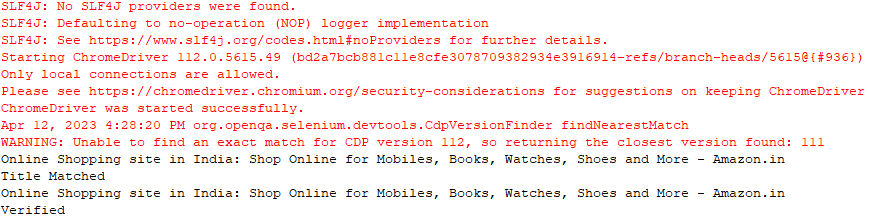 SLF4J: No SLF4J providers were found.
SLF4J: Defaulting to no-operation (NOP) logger implementation
SLF4J: See https://www.slf4j.org/codes.html#noProviders for further details.
Starting ChromeDriver 112.0.5615.49 (bd2a7bcb881c11e8cfe3078709382934e3916914-refs/branch-heads/5615@{#936})
Only local connections are allowed.
Please see https://chromedriver.chromium.org/security-considerations for suggestions on keeping ChromeDriver
ChromeDriver was started successfully.
Apr 12, 2023 4:28:20 PM org.openqa.selenium.devtools.CdpVersionFinder findNearestMatch
WARNING: Unable to find an exact match for CDP version 112, so returning the closest version found: 111
Online Shopping site in India: Shop Online for Mobiles, Books, Watches, Shoes and More - Amazon.in
Title Matched
Online Shopping site in India: Shop Online for Mobiles, Books, Watches, Shoes and More - Amazon.in
Verified